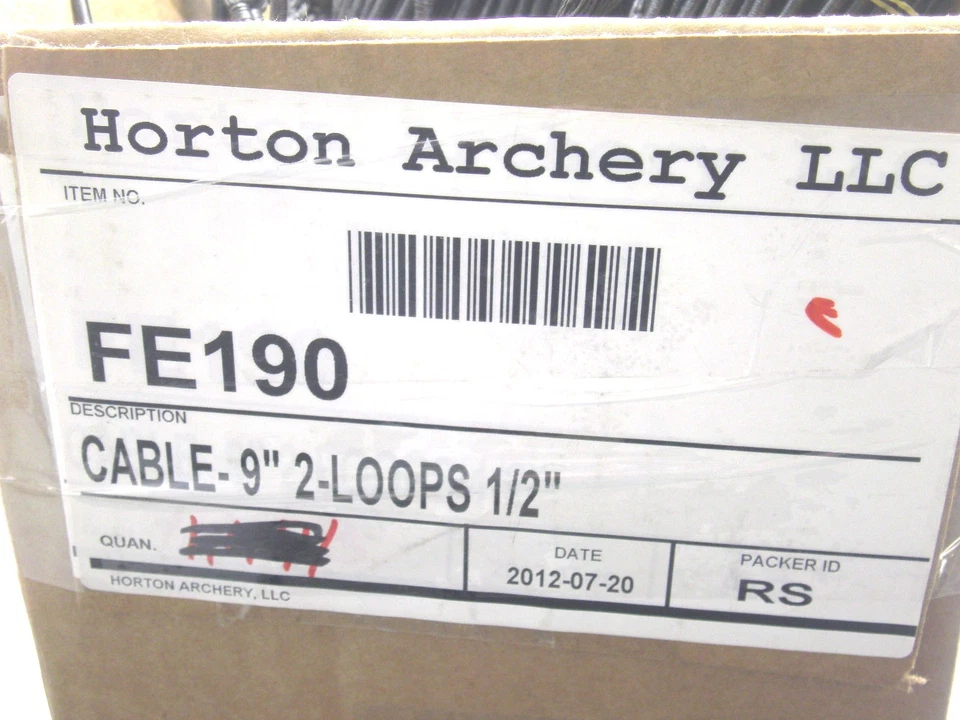 Horton Archery LLC
ITEM NO.
FE190
DESCRIPTION
CABLE- 9" 2-LOOPS 1/2"
QUAN.
DATE
2012-07-20
PACKER ID
RS
HORTON ARCHERY, LLC